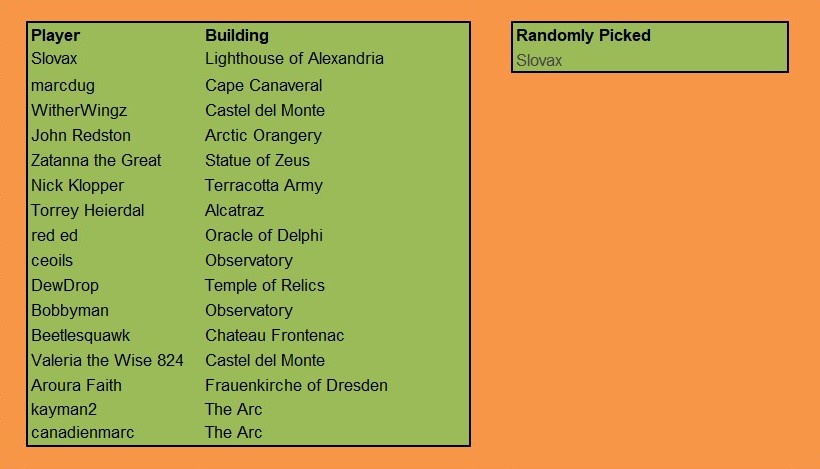 Player Building
Slovax Lighthouse of Alexandria
marcdug Cape Canaveral
WitherWingz Castel del Monte
John Redston Arctic Orangery
Zatanna the Great Statue of Zeus
Nick Klopper Terracotta Army
Torrey Heierdal Alcatraz
red ed Oracle of Delphi
ceoils Observatory
DewDrop Temple of Relics
Bobbyman Observatory
Beetlesquawk Chateau Frontenac
Valeria the Wise 824 Castel del Monte
Aroura Faith Frauenkirche of Dresden
kayman2 The Arc
canadienmarc The Arc
Randomly Picked
Slovax